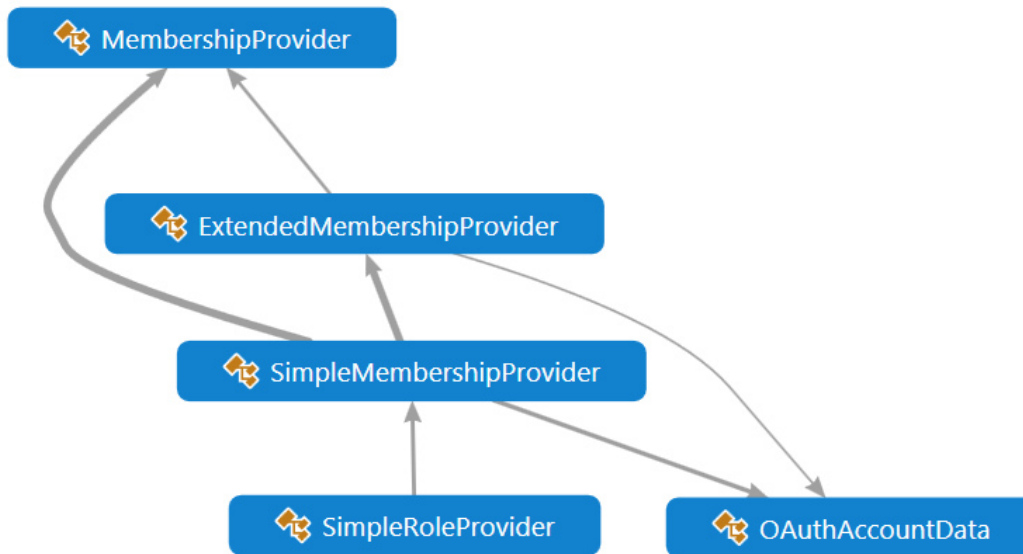 MembershipProvider
ExtendedMembershipProvider
SimpleMembershipProvider
SimpleRoleProvider
OAuthAccountData